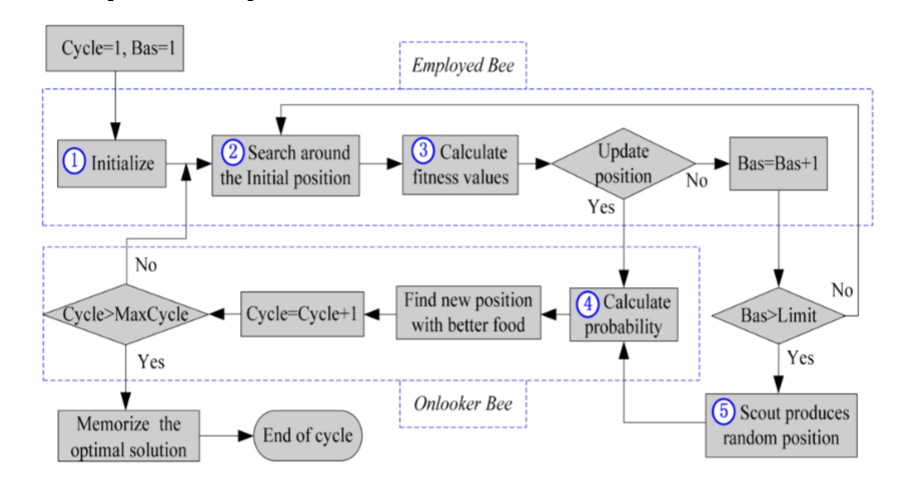 Cycle=1, Bas=1
Employed Bee
1 Initialize
2 Search around
the Initial position
3 Calculate
fitness values
Update
position
No
Bas=Bas+1
Yes
No
Cycle>MaxCycle
Cycle=Cycle+1
Find new position
with better food
4 Calculate
probability
Bas>Limit
No
Yes
Yes
Onlooker Bee
5 Scout produces
random position
Memorize the
optimal solution
End of cycle